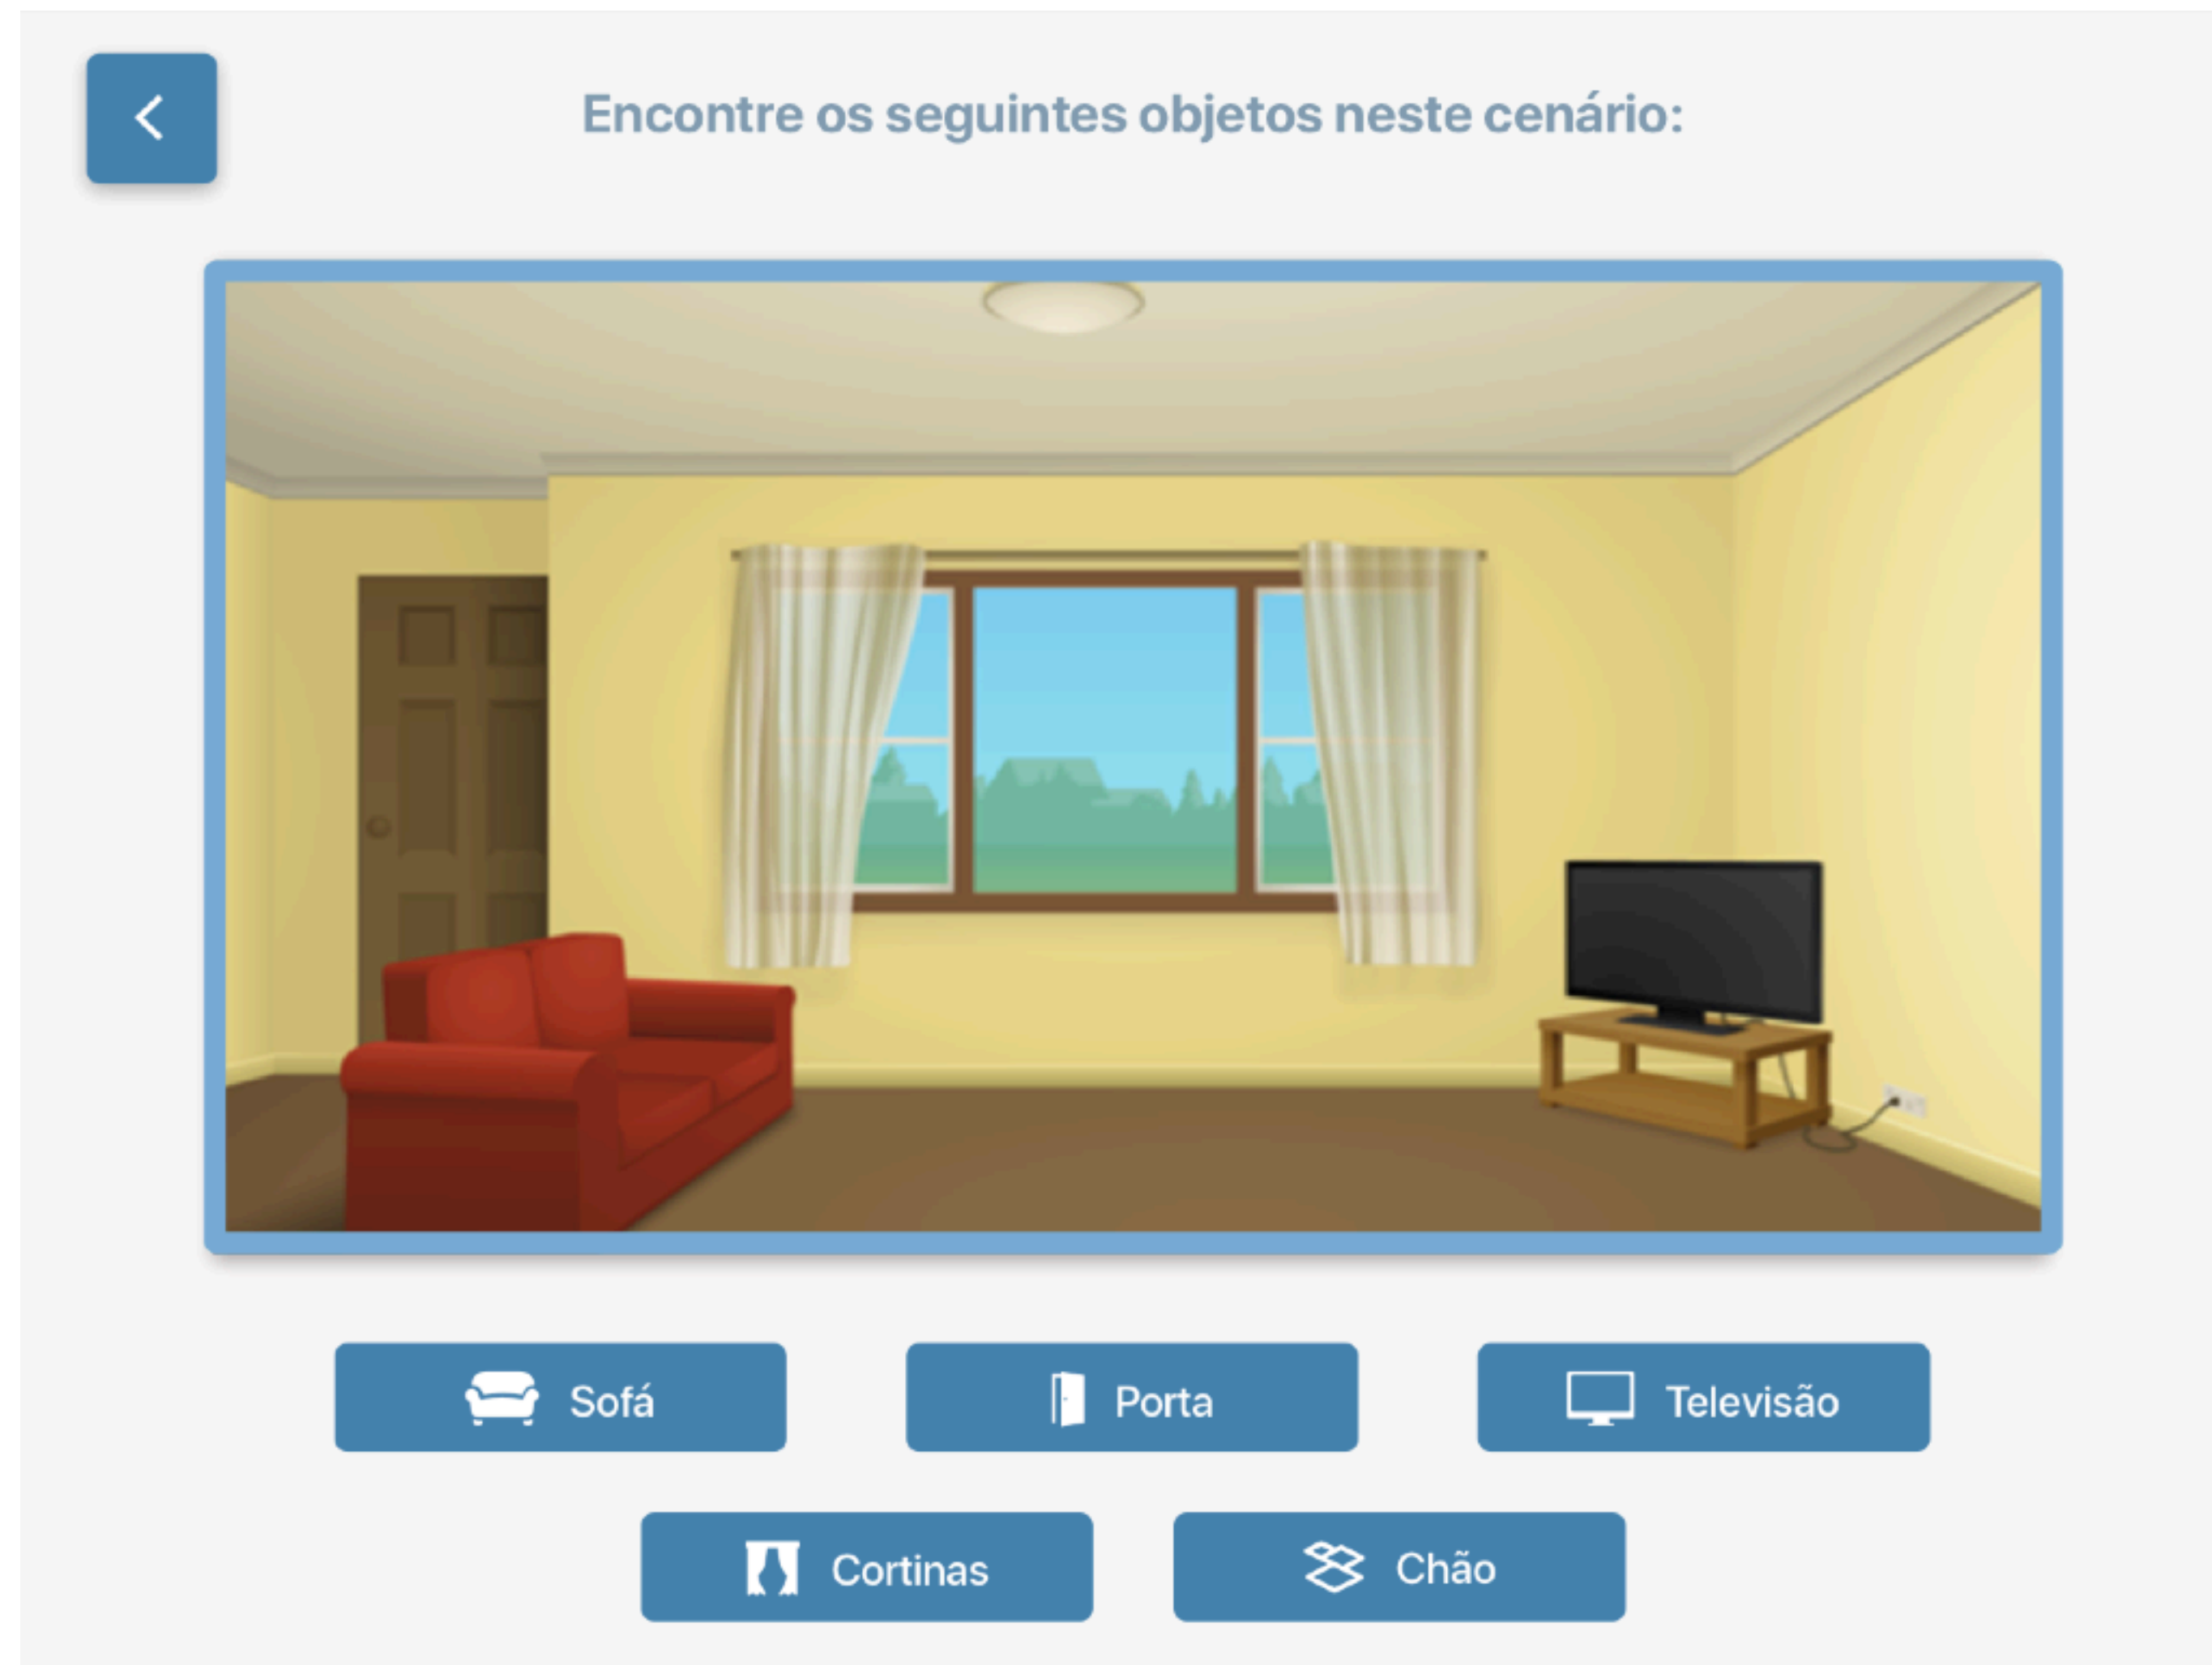 Encontre os seguintes objetos neste cenário:
Sofá
Porta
Televisão
Cortinas
Chão